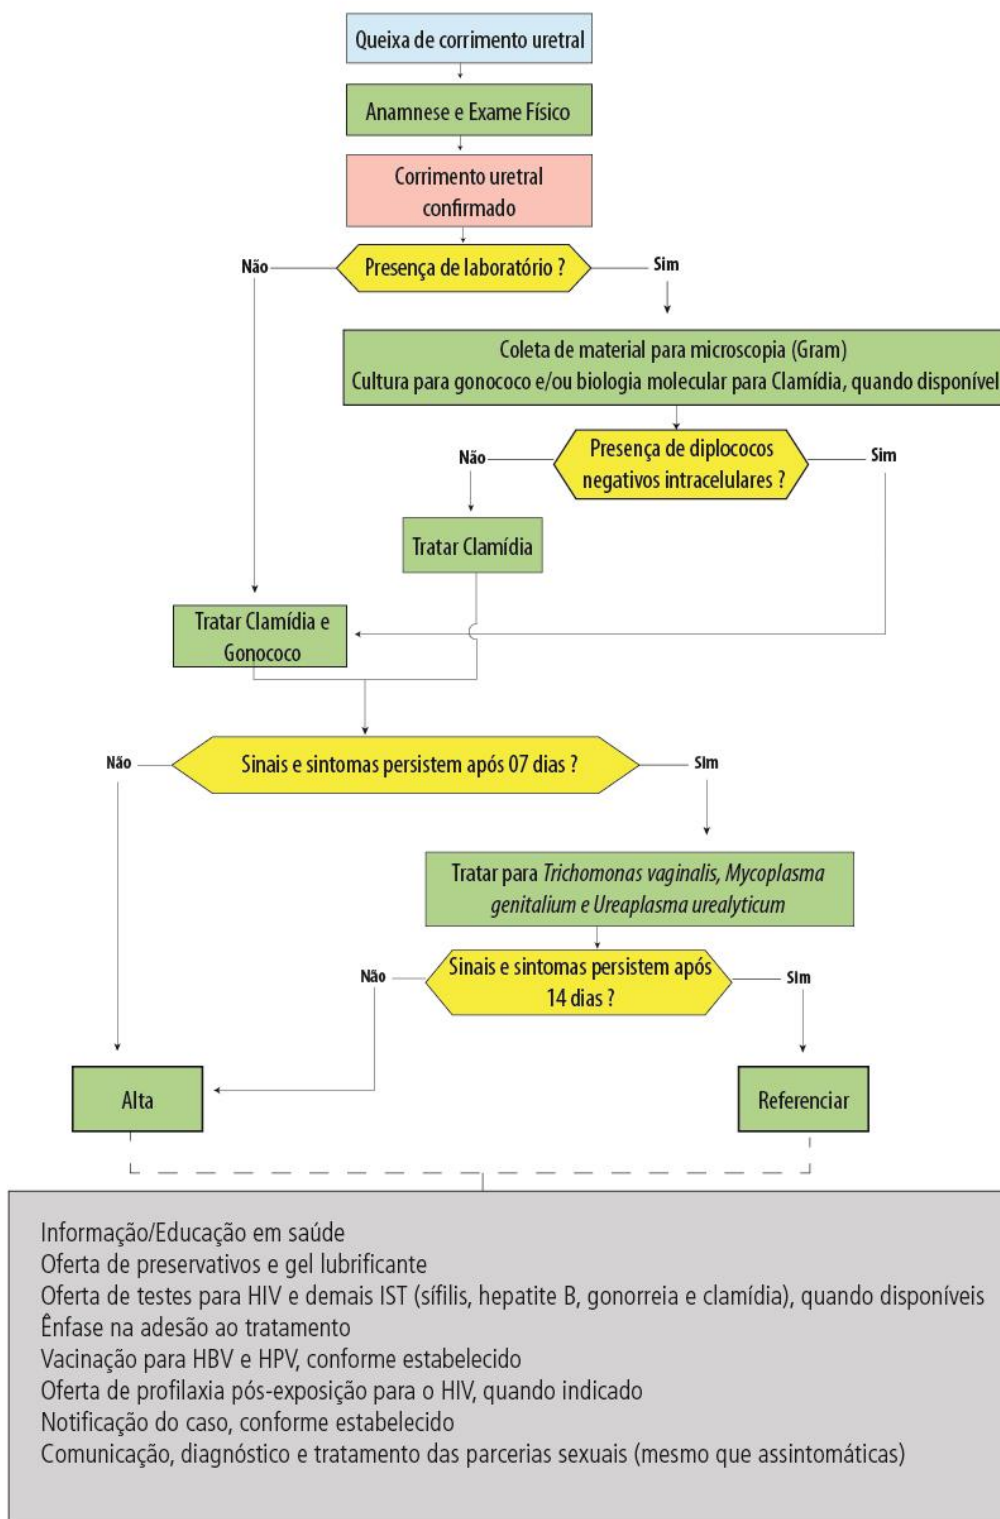 Queixa de corrimento uretral
Anamnese e Exame Físico
Corrimento uretral
confirmado
Presença de laboratório ?
Não
Sim
Coleta de material para microscopia (Gram)
Cultura para gonococo e/ou biologia molecular para Clamídia, quando disponível
Presença de diplococos
negativos intracelulares ?
Não
Sim
Tratar Clamídia
Tratar Clamídia e
Gonococo
Sinais e sintomas persistem após 07 dias ?
Não
Sim
Tratar para Trichomonas vaginalis, Mycoplasma
genitalium e Ureaplasma urealyticum
Sinais e sintomas persistem após
14 dias ?
Não
Sim
Alta
Referenciar
Informação/Educação em saúde
Oferta de preservativos e gel lubrificante
Oferta de testes para HIV e demais IST (sífilis, hepatite B, gonorreia e clamídia), quando disponíveis
Ênfase na adesão ao tratamento
Vacinação para HBV e HPV, conforme estabelecido
Oferta de profilaxia pós-exposição para o HIV, quando indicado
Notificação do caso, conforme estabelecido
Comunicação, diagnóstico e tratamento das parcerias sexuais (mesmo que assintomáticas)